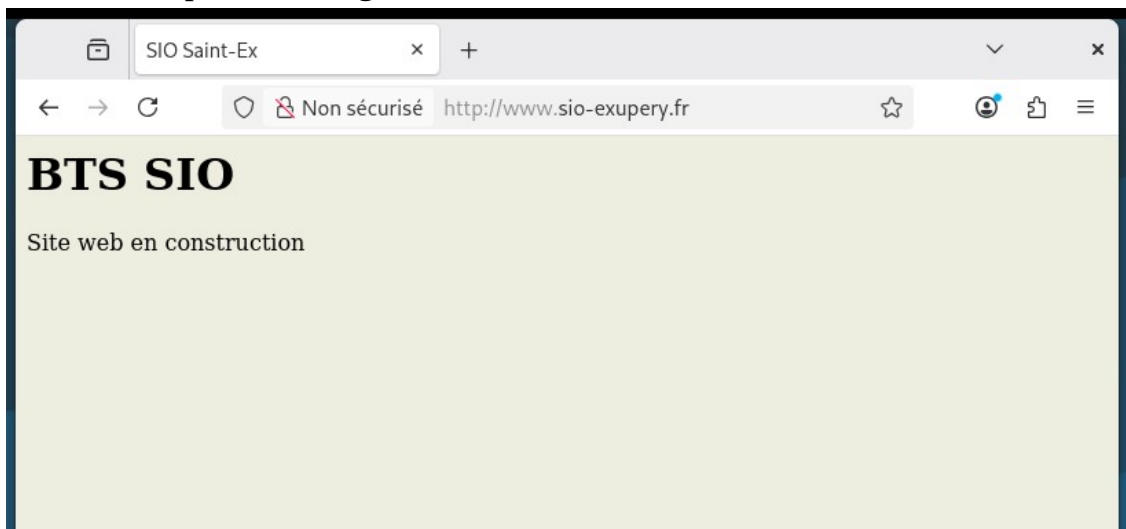 SIO Saint-Ex
Non sécurisé http://www.sio-exupery.fr
BTS SIO
Site web en construction